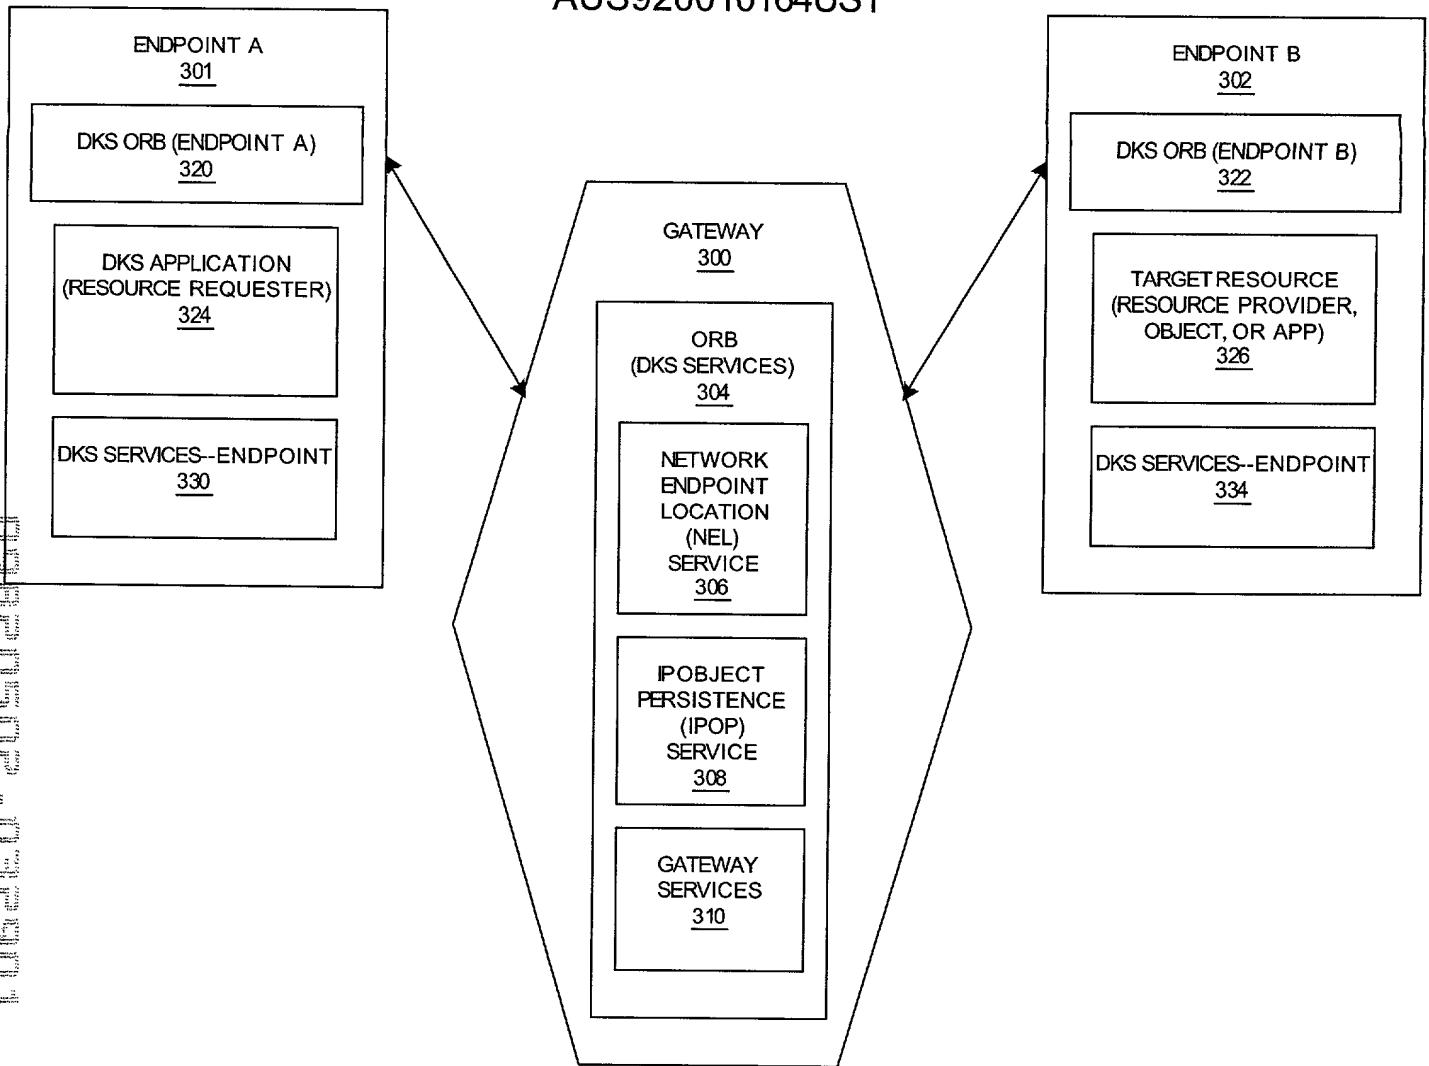 AUS920010164US1
ENDPOINT A
301
DKS ORB (ENDPOINT A)
320
DKS APPLICATION
(RESOURCE REQUESTER)
324
DKS SERVICES--ENDPOINT
330
GATEWAY
300
ORB
(DKS SERVICES)
304
NETWORK
ENDPOINT
LOCATION
(NEL)
SERVICE
306
IPOBJECT
PERSISTENCE
(IPOP)
SERVICE
308
GATEWAY
SERVICES
310
ENDPOINT B
302
DKS ORB (ENDPOINT B)
322
TARGET RESOURCE
(RESOURCE PROVIDER,
OBJECT, OR APP)
326
DKS SERVICES--ENDPOINT
334